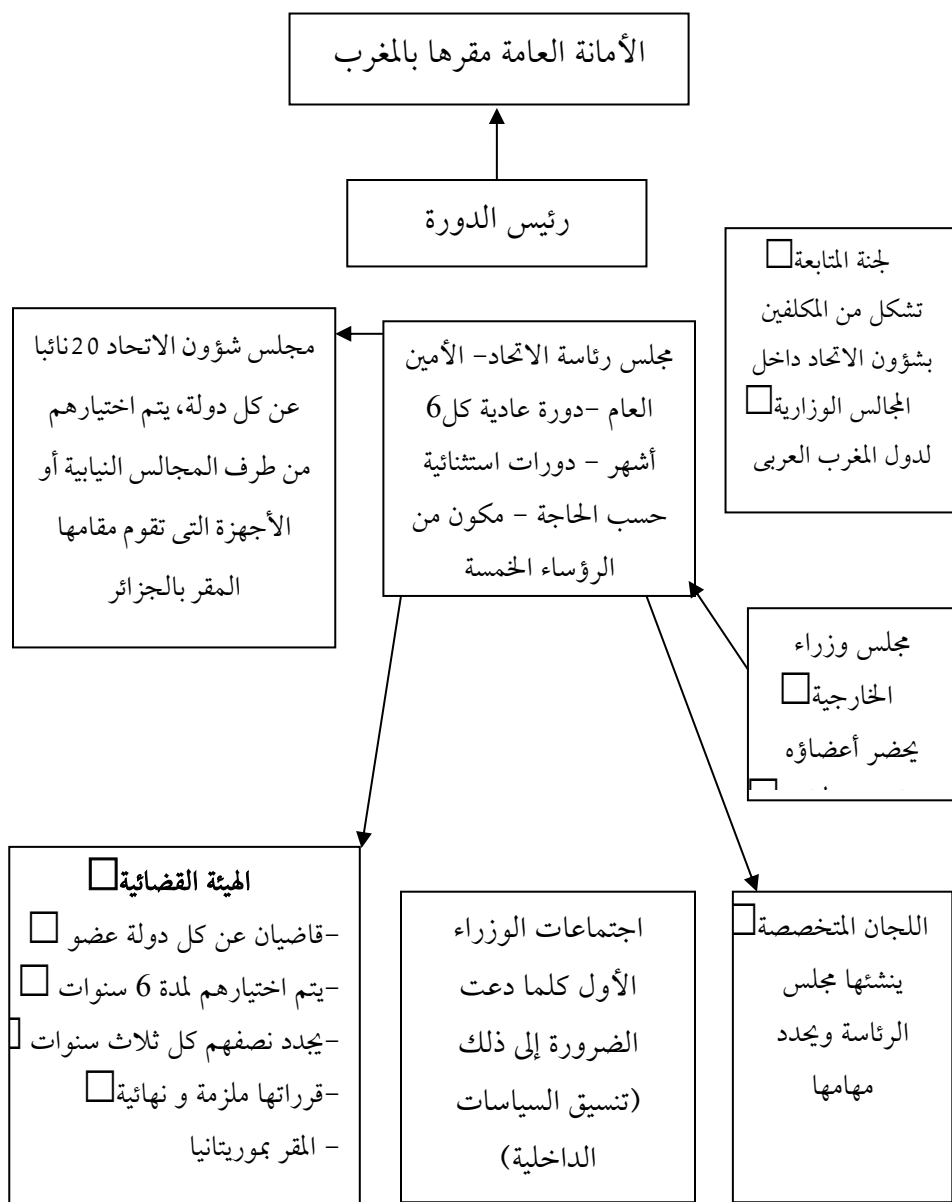 الأمانة العامة مقرها بالمغرب
رئيس الدورة
لجنة المتابعة
تشكل من المكلفين
بشؤون الاتحاد داخل
المجالس الوزارية
لدول المغرب العربى
مجلس رئاسة الاتحاد– الأمين
العام –دورة عادية كل6
أشهر – دورات استثنائية
حسب الحاجة – مكون من
الرؤساء الخمسة
مجلس شؤون الاتحاد 20نائبا
عن كل دولة، يتم اختيارهم
من طرف المجالس النيابية أو
الأجهزة التى تقوم مقامها
المقر بالجزائر
مجلس وزراء
الخارجية
يحضر أعضاؤه
اللجان المتخصصة
ينشئها مجلس
الرئاسة ويحدد
مهامها
اجتماعات الوزراء
الأول كلما دعت
الضرورة إلى ذلك
(تنسيق السياسات
الداخلية)
الهيئة القضائية
–قاضيان عن كل دولة عضو
–يتم اختيارهم لمدة 6 سنوات
–يجدد نصفهم كل ثلاث سنوات
–قرراتها ملزمة و نهائية
– المقر بموريتانيا